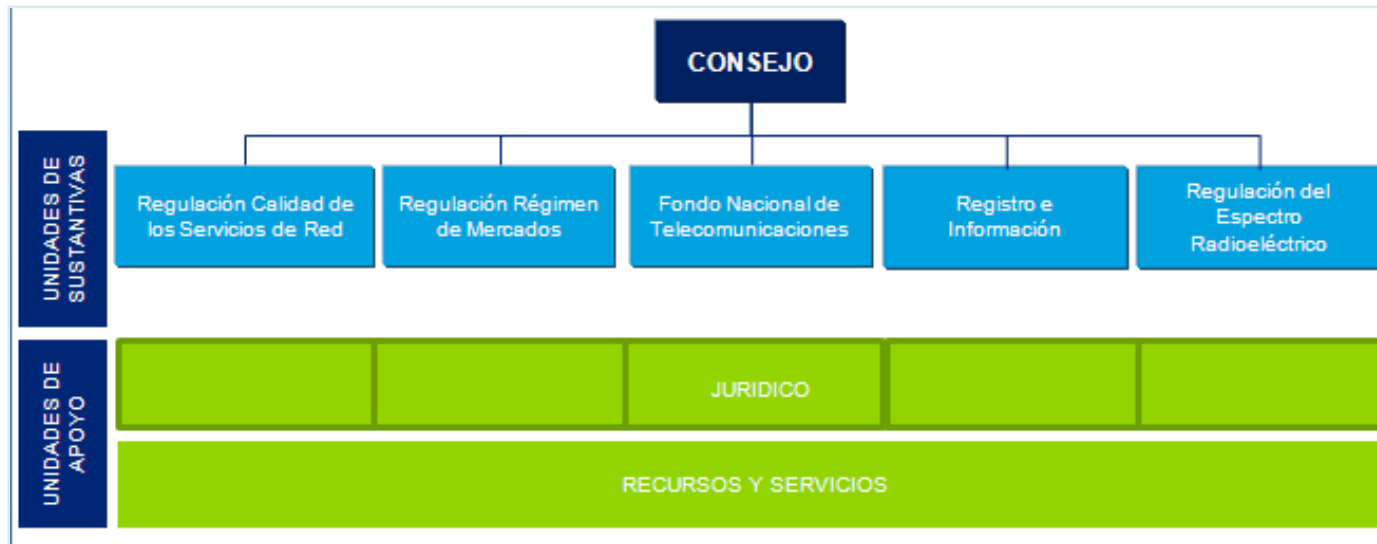 CONSEJO
UNIDADES DE
SUSTANTIVAS
Regulación Calidad de
los Servicios de Red
Regulación Régimen
de Mercados
Fondo Nacional de
Telecomunicaciones
Registro e
Información
Regulación del
Espectro
Radioeléctrico
UNIDADES DE
APOYO
JURIDICO
RECURSOS Y SERVICIOS